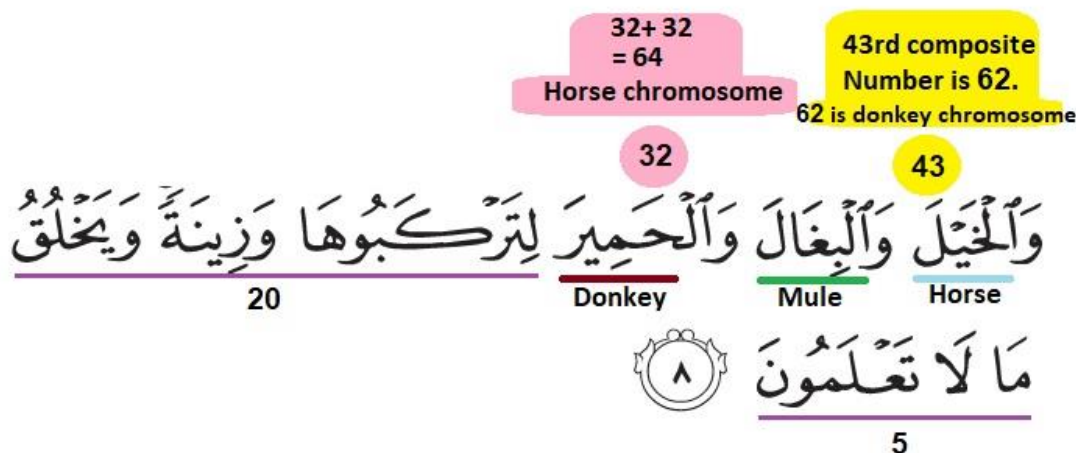 32+ 32
= 64
Horse chromosome
43rd composite
Number is 62.
62 is donkey chromosome
32
43
وَٱلْخَيْلَ وَٱلْبِغَالَ وَٱلْحَمِيرَ لِتَرْكَبُوهَا وَزِينَةً وَيَخْلُقُ
20
Donkey
Mule
Horse
مَا لَا تَعْلَمُونَ ٨
5